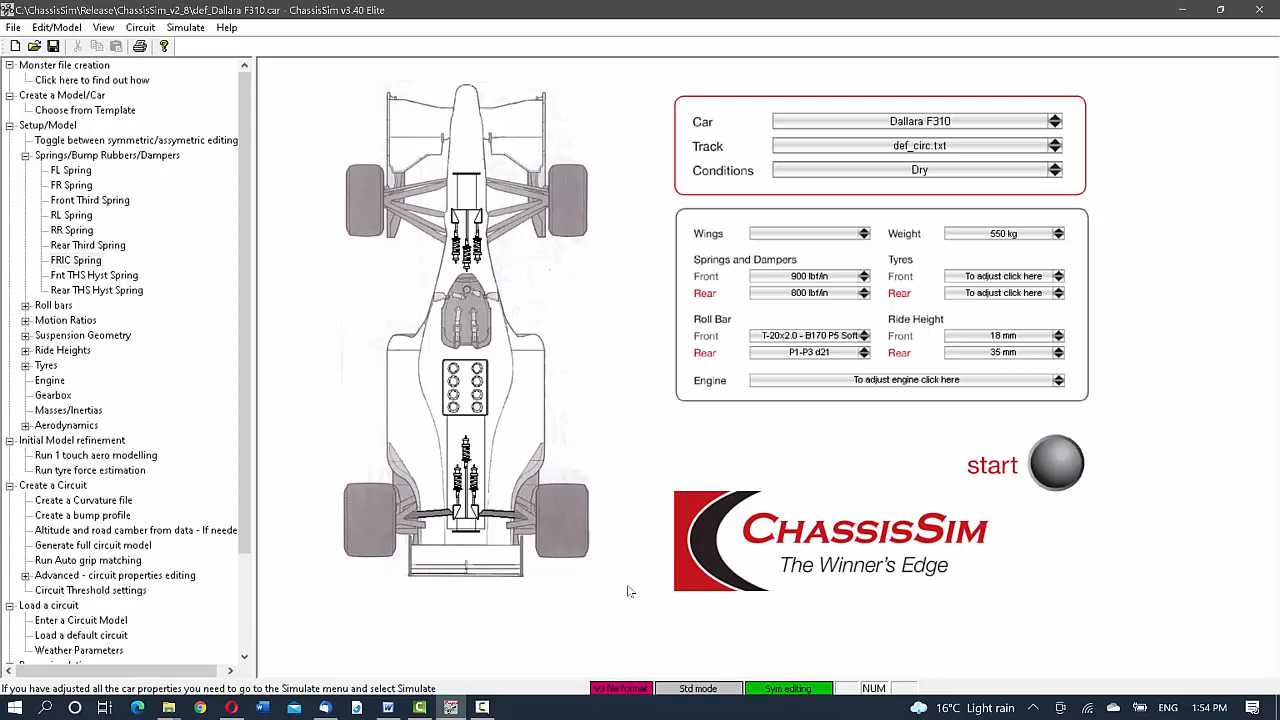 C:\ChassisSim\Release\ChassisSim_v2_8\def_Dallara F310.car - ChassisSim v3.40 Elite
File Edit/Model View Circuit Simulate Help
Monster file creation
Click here to find out how
Create a Model/Car
Choose from Template
Setup/Model
Toggle between symmetric/assymetric editing
Springs/Bump Rubbers/Dampers
FL Spring
FR Spring
Front Third Spring
RL Spring
RR Spring
Rear Third Spring
FRIC Spring
Fnt THS Hyst Spring
Rear THS Hyst Spring
Roll bars
Motion Ratios
Suspension Geometry
Ride Heights
Tyres
Engine
Gearbox
Masses/Inertias
Aerodynamics
Initial Model refinement
Run 1 touch aero modelling
Run tyre force estimation
Create a Circuit
Create a Curvature file
Create a bump profile
Altitude and road camber from data - If neede
Generate full circuit model
Run Auto grip matching
Advanced - circuit properties editing
Circuit Threshold settings
Load a circuit
Enter a Circuit Model
Load a default circuit
Weather Parameters
Car Dallara F310
Track def_circ.txt
Conditions Dry
Wings Weight 550 kg
Springs and Dampers Tyres
Front 900 lbf/in Front To adjust click here
Rear 800 lbf/in Rear To adjust click here
Roll Bar Ride Height
Front T-20x2.0 - B170 P5 Soft Front 18 mm
Rear P1-P3 d21 Rear 35 mm
Engine To adjust engine click here
start
CHASSISSIM
The Winner's Edge
If you have adjusted all the car properties you need to go to the Simulate menu and select Simulate v3 file format Std mode Sym editing NUM
16°C Light rain ENG 1:54 PM